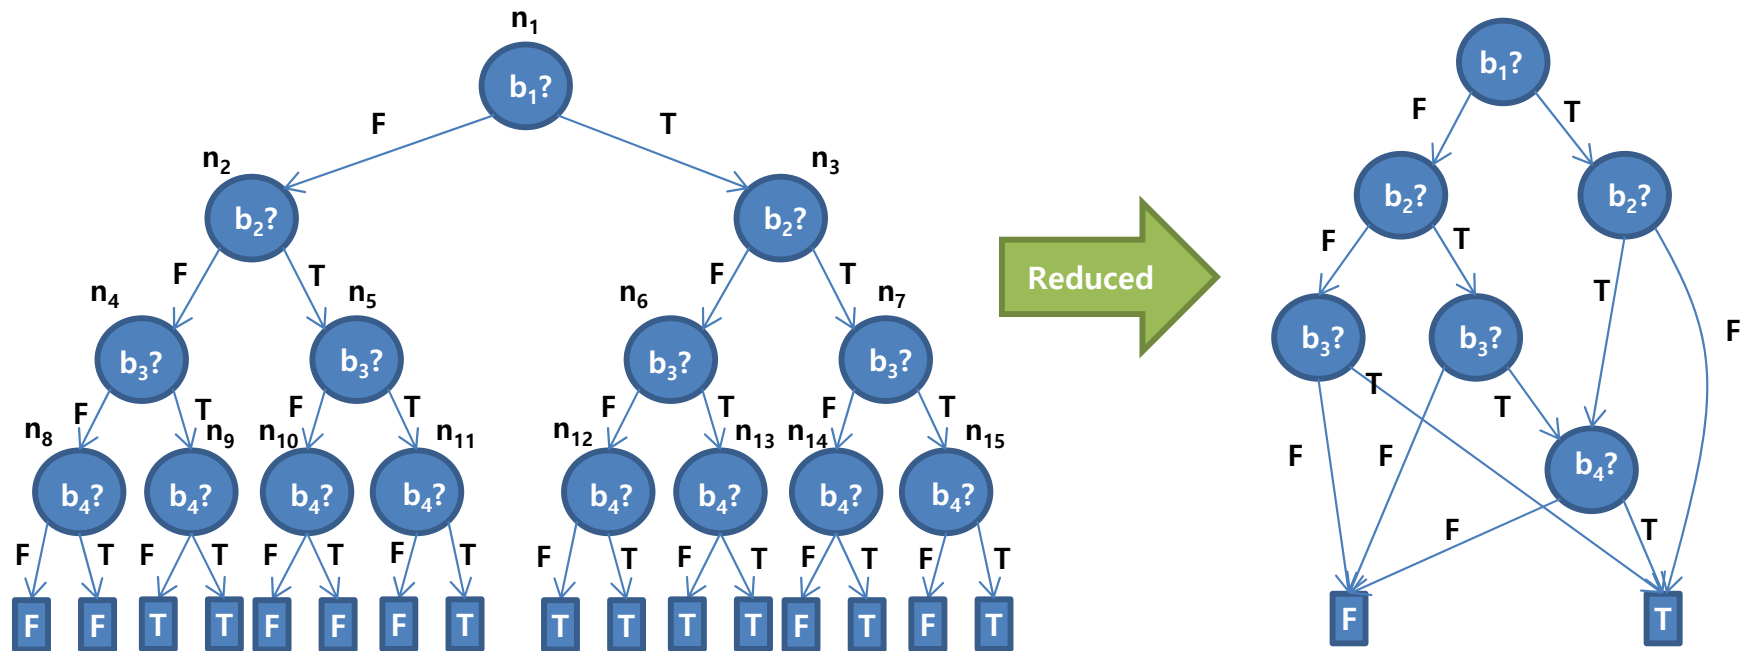 n1
b1?
F T
n2 n3
b2? b2?
F T F T
n4 n5 n6 n7
b3? b3? b3? b3?
F T F T F T F T
n8 n9 n10 n11 n12 n13 n14 n15
b4? b4? b4? b4? b4? b4? b4? b4?
F T F T F T F T F T F T F T F T
F F T T F F F T T T T T F T F T
Reduced
b1?
F T
b2? b2?
F T T F
b3? b3?
T T
F F
b4?
F T
F T